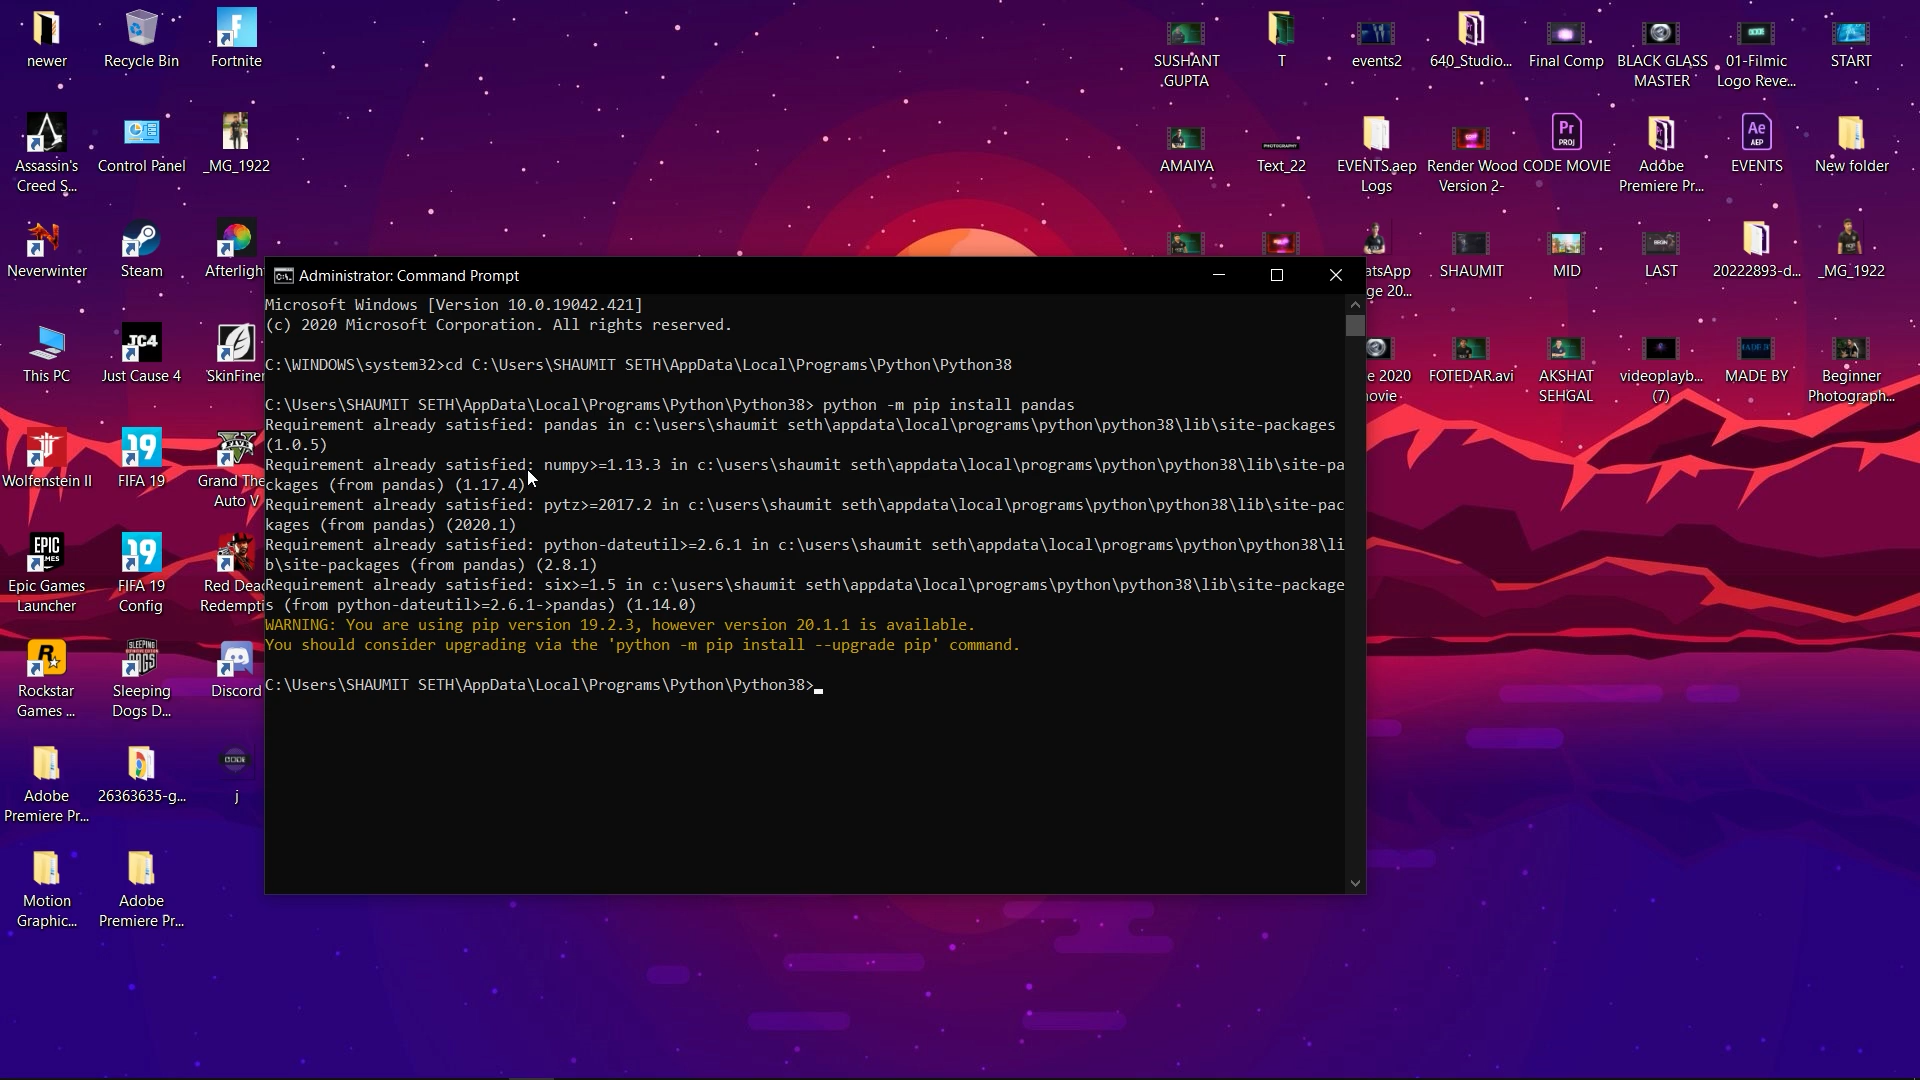 newer
Recycle Bin
Fortnite
SUSHANT
GUPTA
T
events2
640_Studio...
Final Comp
BLACK GLASS
MASTER
01-Filmic
Logo Reve...
START
Assassin's
Creed S...
Control Panel
_MG_1922
AMAIYA
Text_22
EVENTS.aep
Logs
Render Wood
Version 2-
CODE MOVIE
Adobe
Premiere Pr...
EVENTS
New folder
Neverwinter
Steam
Afterligh
atsApp
ge 20...
SHAUMIT
MID
LAST
20222893-d...
_MG_1922
This PC
Just Cause 4
SkinFiner
e 2020
ovie
FOTEDAR.avi
AKSHAT
SEHGAL
videoplayb...
(7)
MADE BY
Beginner
Photograph...
Wolfenstein II
FIFA 19
Grand The
Auto V
Epic Games
Launcher
FIFA 19
Config
Red Dead
Redempti
Rockstar
Games ...
Sleeping
Dogs D...
Discord
Adobe
Premiere Pr...
26363635-g...
j
Motion
Graphic...
Adobe
Premiere Pr...
Administrator: Command Prompt
Microsoft Windows [Version 10.0.19042.421]
(c) 2020 Microsoft Corporation. All rights reserved.
C:\WINDOWS\system32>cd C:\Users\SHAUMIT SETH\AppData\Local\Programs\Python\Python38
C:\Users\SHAUMIT SETH\AppData\Local\Programs\Python\Python38> python -m pip install pandas
Requirement already satisfied: pandas in c:\users\shaumit seth\appdata\local\programs\python\python38\lib\site-packages
(1.0.5)
Requirement already satisfied: numpy>=1.13.3 in c:\users\shaumit seth\appdata\local\programs\python\python38\lib\site-pa
ckages (from pandas) (1.17.4)
Requirement already satisfied: pytz>=2017.2 in c:\users\shaumit seth\appdata\local\programs\python\python38\lib\site-pac
kages (from pandas) (2020.1)
Requirement already satisfied: python-dateutil>=2.6.1 in c:\users\shaumit seth\appdata\local\programs\python\python38\li
b\site-packages (from pandas) (2.8.1)
Requirement already satisfied: six>=1.5 in c:\users\shaumit seth\appdata\local\programs\python\python38\lib\site-package
s (from python-dateutil>=2.6.1->pandas) (1.14.0)
WARNING: You are using pip version 19.2.3, however version 20.1.1 is available.
You should consider upgrading via the 'python -m pip install --upgrade pip' command.
C:\Users\SHAUMIT SETH\AppData\Local\Programs\Python\Python38>